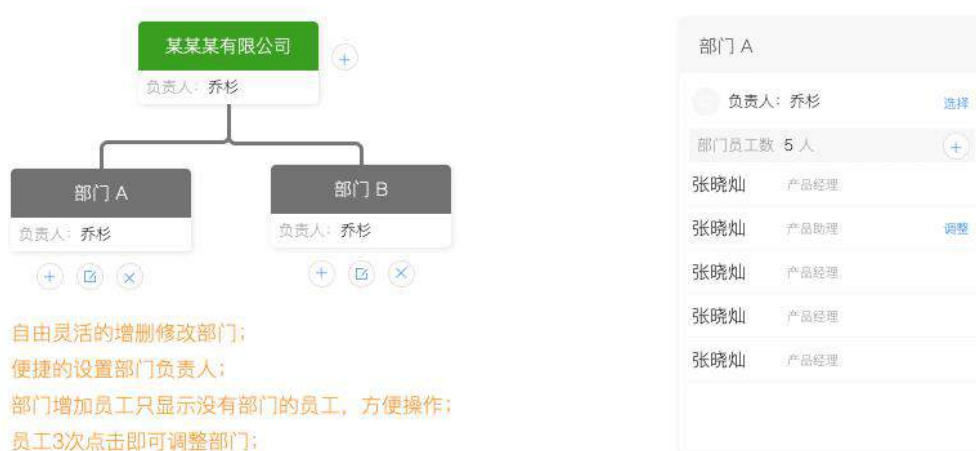 某某某有限公司
负责人：乔杉
部门 A
负责人：乔杉
部门 B
负责人：乔杉
自由灵活的增删修改部门；
便捷的设置部门负责人；
部门增加员工只显示没有部门的员工，方便操作；
员工3次点击即可调整部门；
部门 A
负责人：乔杉 选择
部门员工数 5 人
张晓灿 产品经理
张晓灿 产品助理 调整
张晓灿 产品经理
张晓灿 产品经理
张晓灿 产品经理